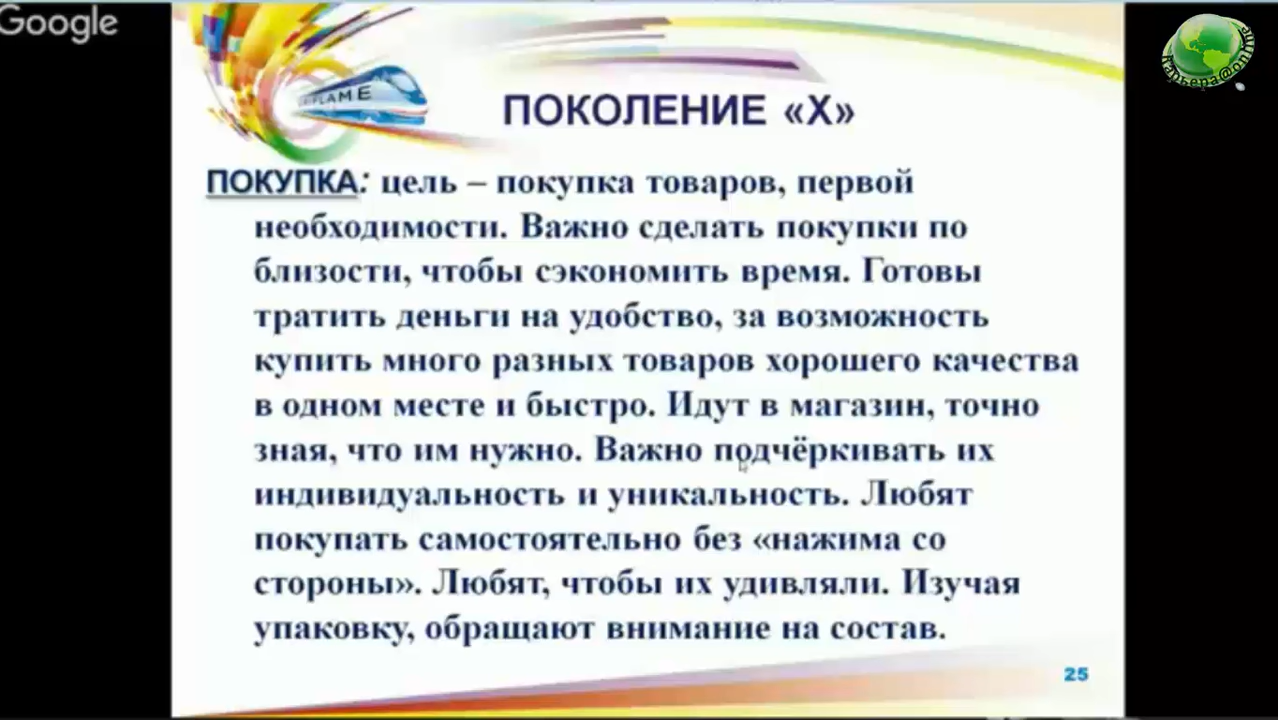 Google
карьера@online
ПОКОЛЕНИЕ «X»
ПОКУПКА: цель – покупка товаров, первой
необходимости. Важно сделать покупки по
близости, чтобы сэкономить время. Готовы
тратить деньги на удобство, за возможность
купить много разных товаров хорошего качества
в одном месте и быстро. Идут в магазин, точно
зная, что им нужно. Важно подчёркивать их
индивидуальность и уникальность. Любят
покупать самостоятельно без «нажима со
стороны». Любят, чтобы их удивляли. Изучая
упаковку, обращают внимание на состав.
25